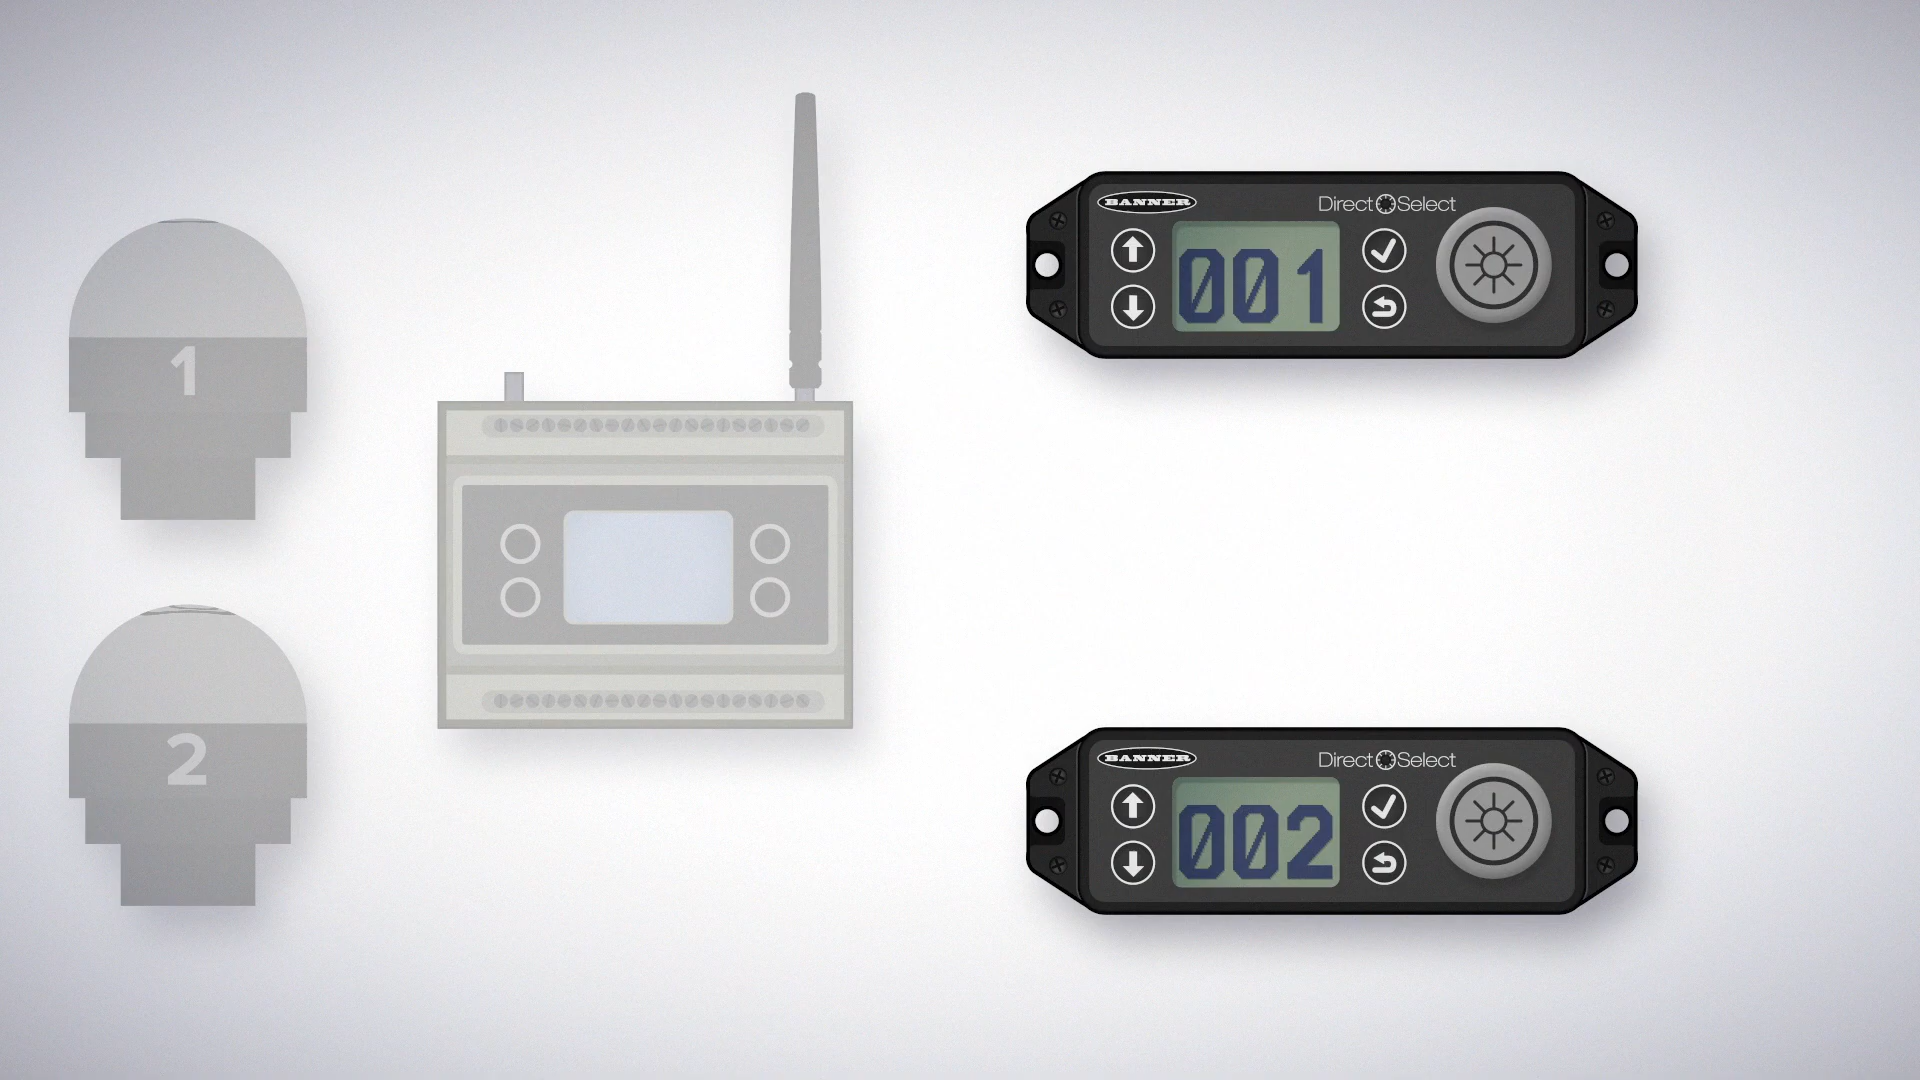 1
2
BANNER
Direct Select
001
BANNER
Direct Select
002